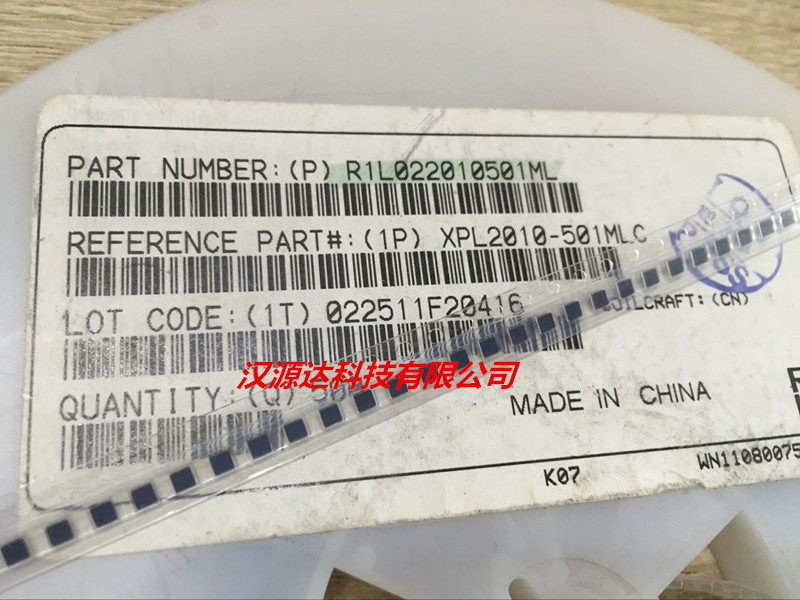 PART NUMBER:(P) R1L022010501ML
REFERENCE PART#:(1P) XPL2010-501MLC
LOT CODE:(1T) 022511F20416
COILCRAFT:(CN)
汉源达科技有限公司
QUANTITY:(Q)
MADE IN CHINA
K07
WN11080075